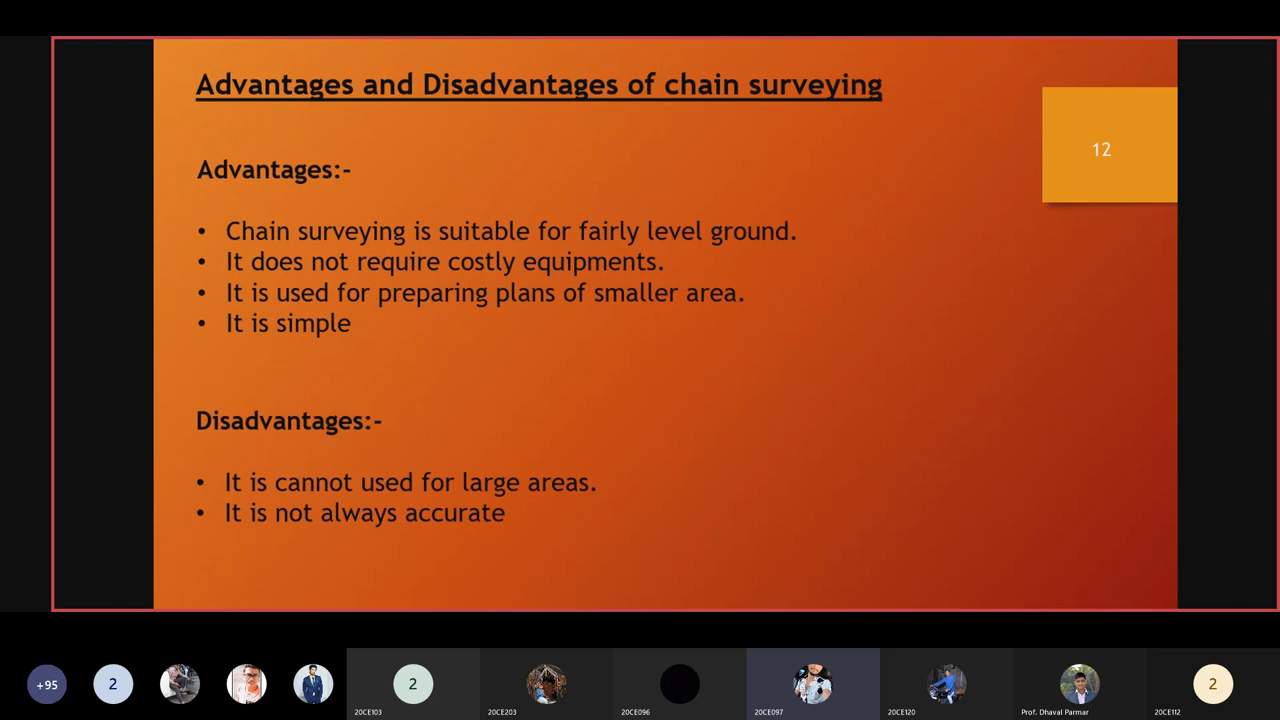 Advantages and Disadvantages of chain surveying
12
Advantages:-
• Chain surveying is suitable for fairly level ground.
• It does not require costly equipments.
• It is used for preparing plans of smaller area.
• It is simple
Disadvantages:-
• It is cannot used for large areas.
• It is not always accurate
+95
2
2
2
20CE103
20CE203
20CE096
20CE097
20CE120
Prof. Dhaval Parmar
20CE112